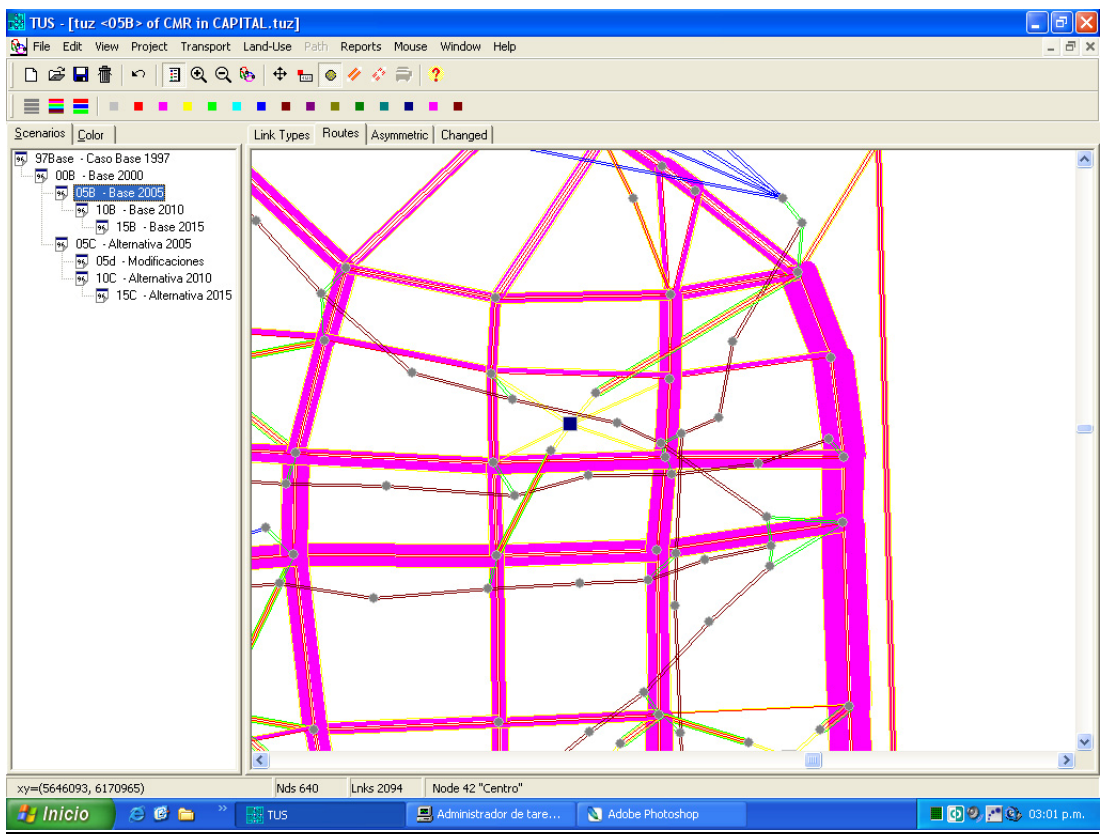 TUS - [tuz <05B> of CMR in CAPITAL.tuz]
File Edit View Project Transport Land-Use Path Reports Mouse Window Help
Scenarios Color
Link Types Routes Asymmetric Changed
97Base - Caso Base 1997
00B - Base 2000
05B - Base 2005
10B - Base 2010
15B - Base 2015
05C - Alternativa 2005
05d - Modificaciones
10C - Alternativa 2010
15C - Alternativa 2015
xy=(5646093, 6170965) Nds 640 Lnks 2094 Node 42 "Centro"
Inicio » TUS Administrador de tare... Adobe Photoshop 03:01 p.m.